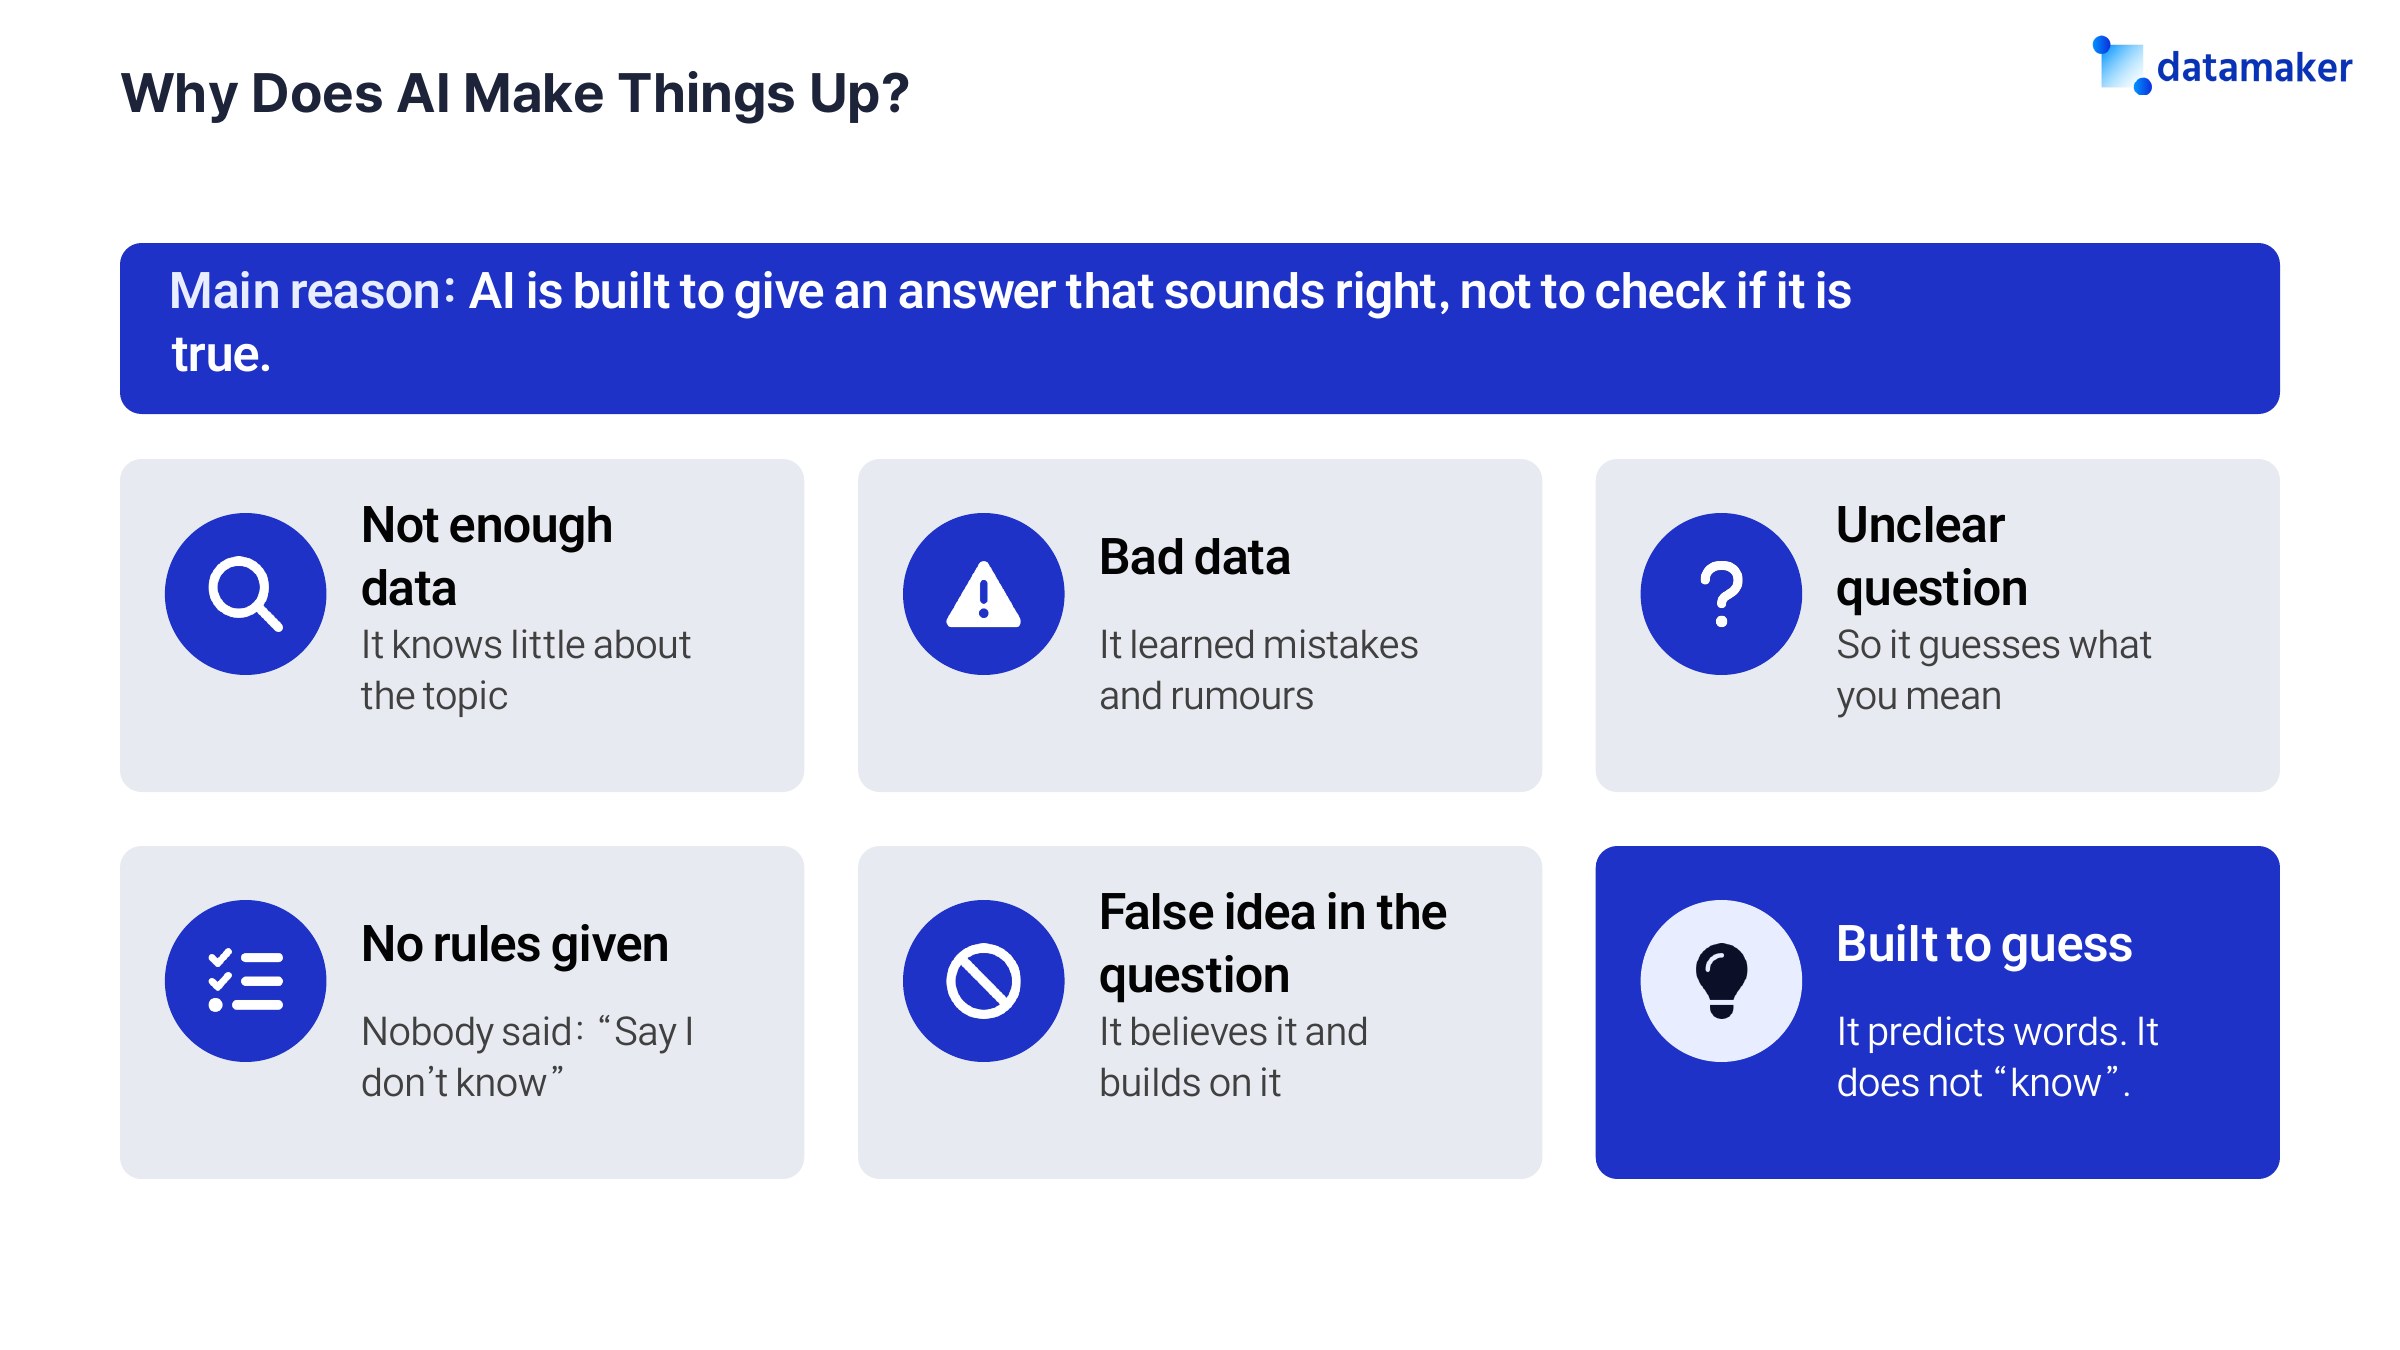 Why Does AI Make Things Up?
datamaker
Main reason: AI is built to give an answer that sounds right, not to check if it is
true.
Not enough
data
It knows little about
the topic
Bad data
It learned mistakes
and rumours
Unclear
question
So it guesses what
you mean
No rules given
Nobody said: “Say I
don’t know”
False idea in the
question
It believes it and
builds on it
Built to guess
It predicts words. It
does not “know”.